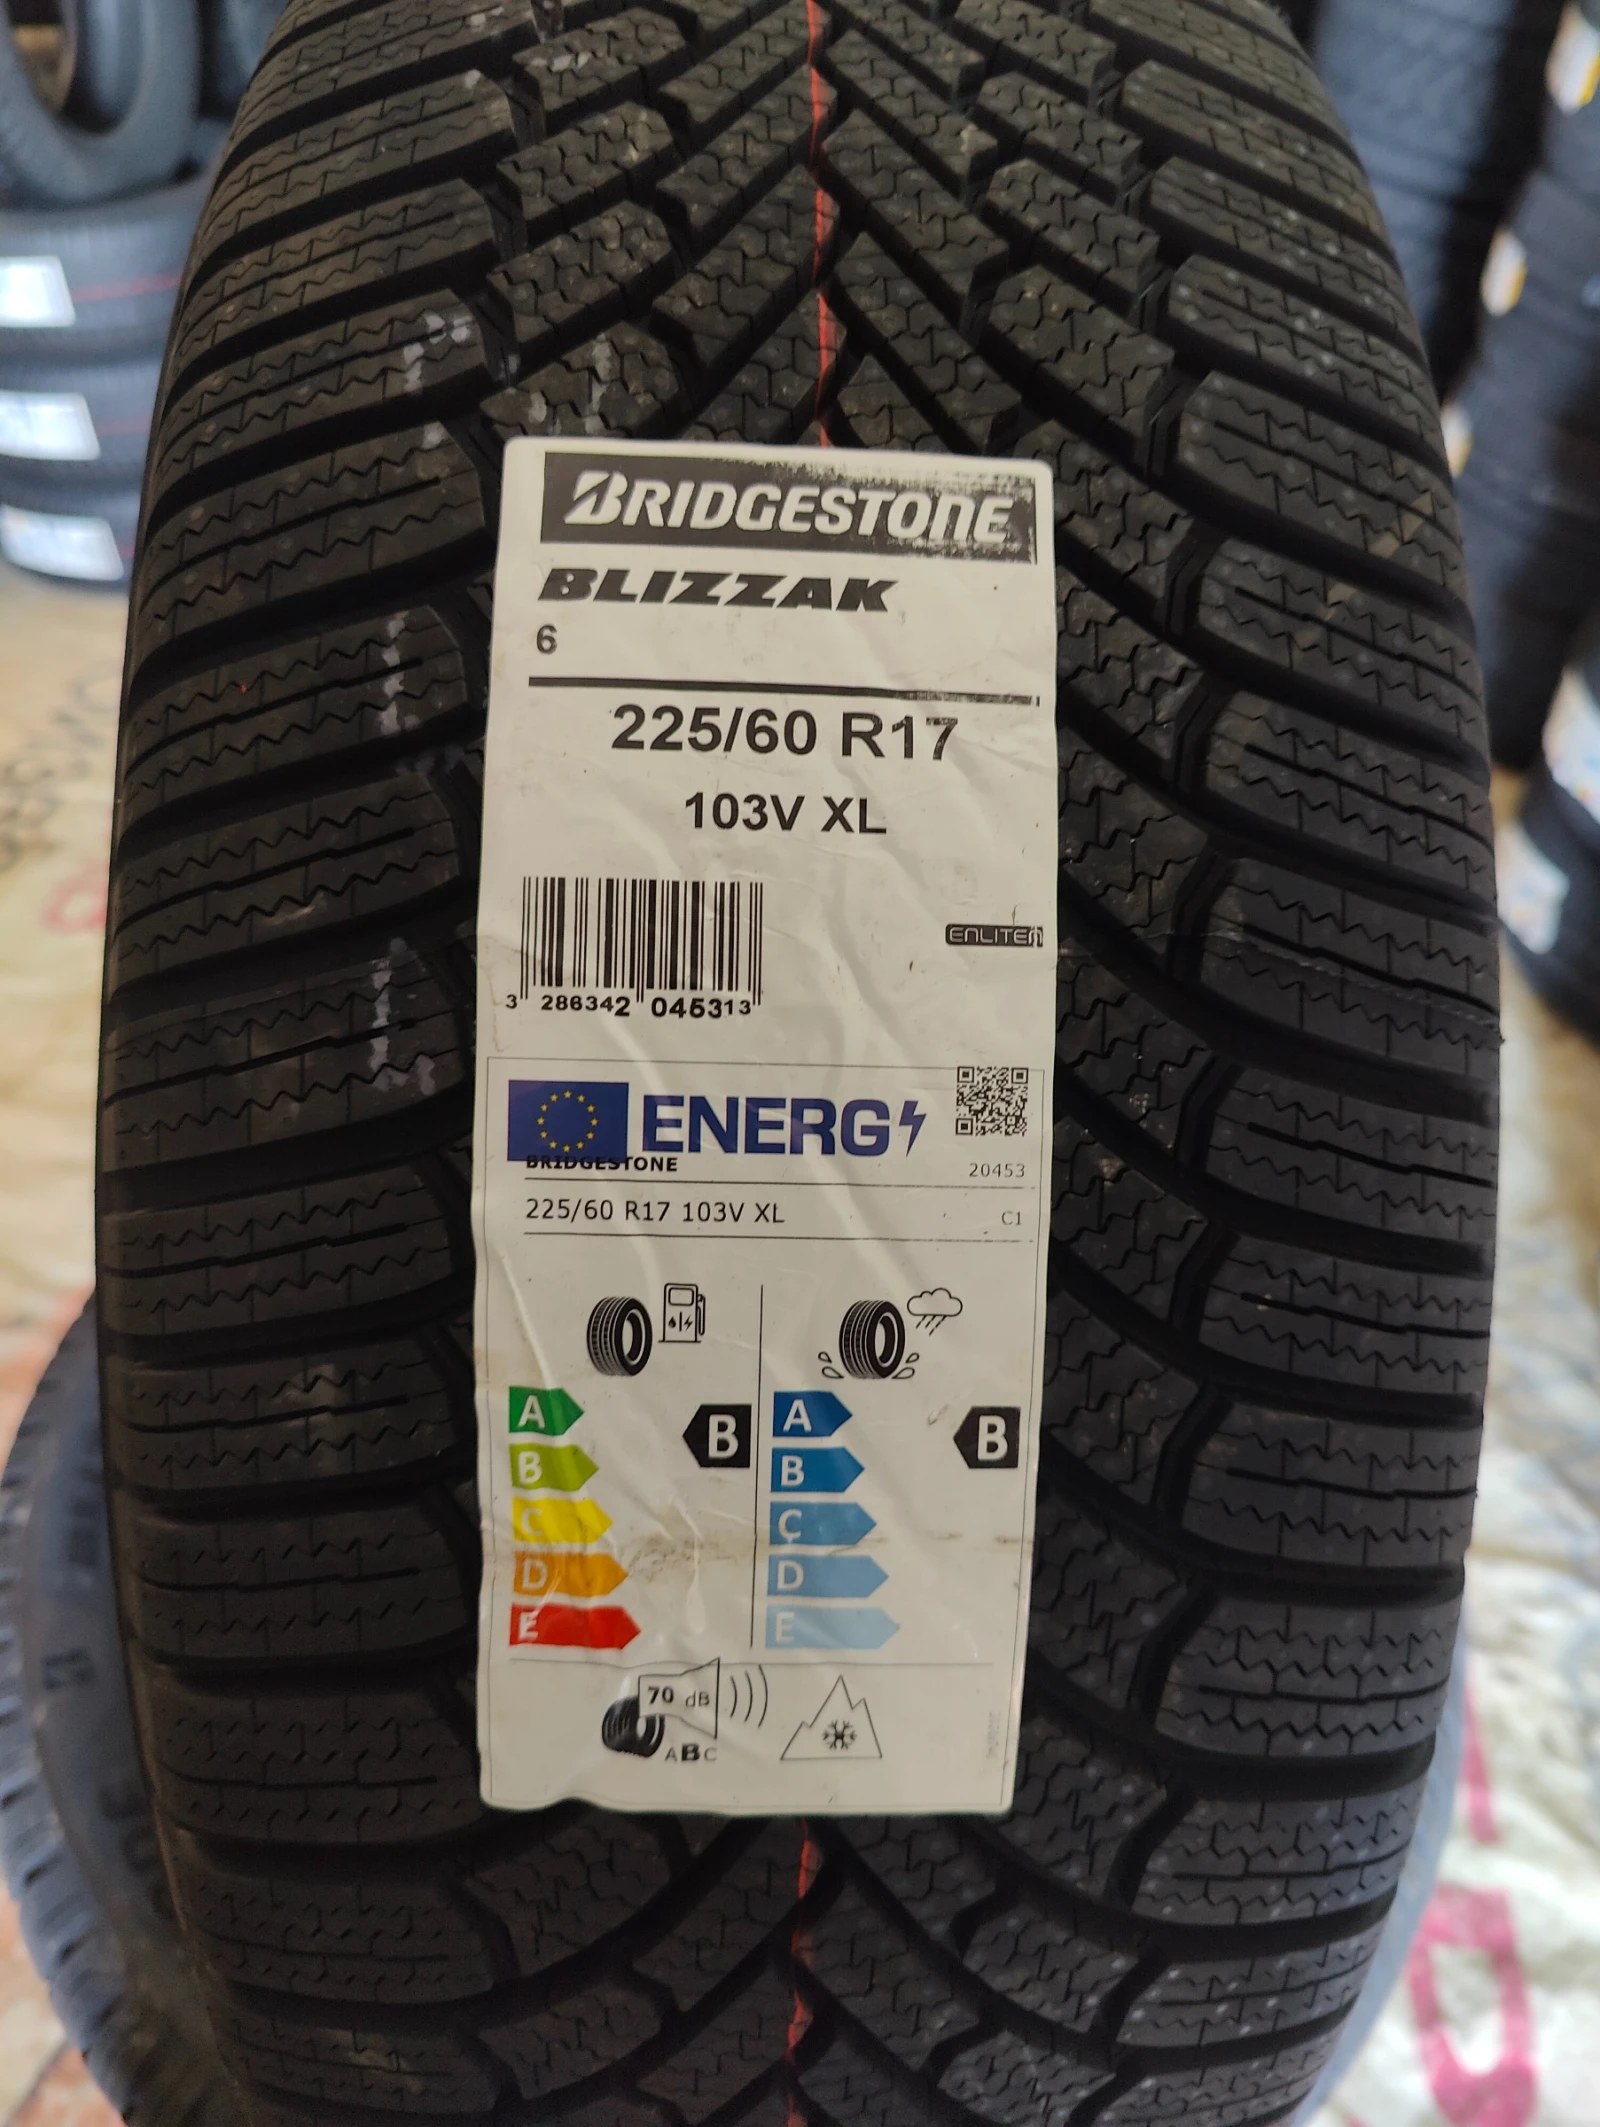 BRIDGESTONE
BLIZZAK
6
225/60 R17
103V XL
ENLITEN
3 286342 045313
ENERG
BRIDGESTONE 20453
225/60 R17 103V XL C1
A B A B
B B
C C
D D
E E
70 dB
ABC